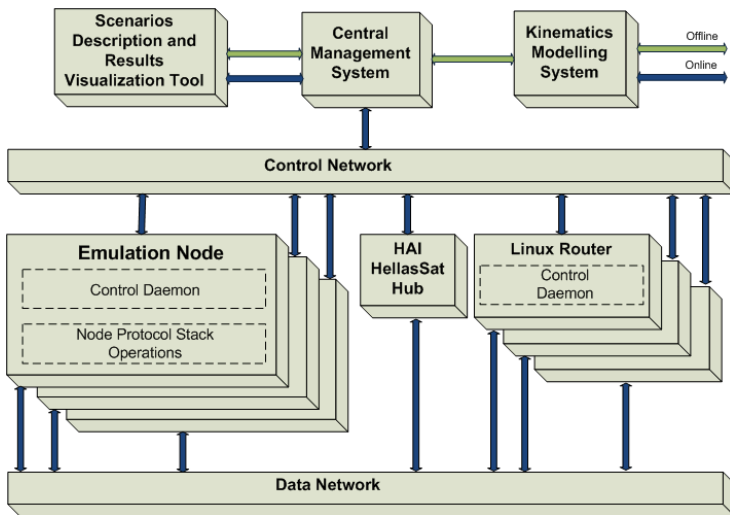 Scenarios
Description and
Results
Visualization Tool
Central
Management
System
Kinematics
Modelling
System
Offline
Online
Control Network
Emulation Node
Control Daemon
Node Protocol Stack
Operations
HAI
HellasSat
Hub
Linux Router
Control
Daemon
Data Network